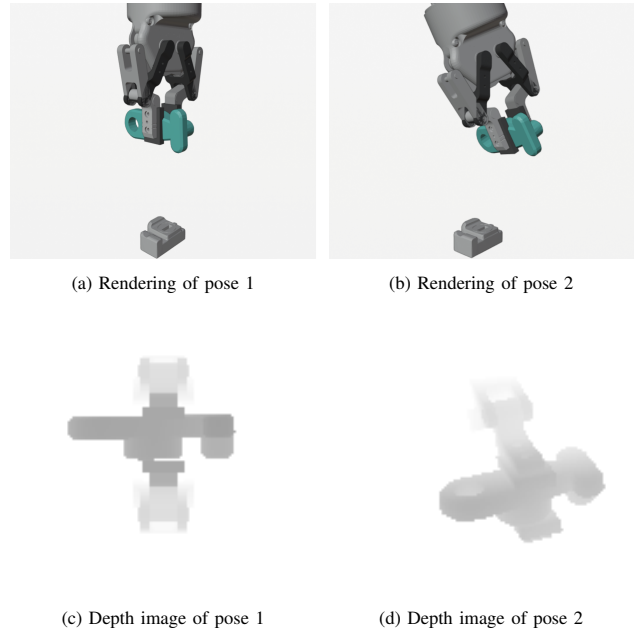 (a) Rendering of pose 1
(b) Rendering of pose 2
(c) Depth image of pose 1
(d) Depth image of pose 2